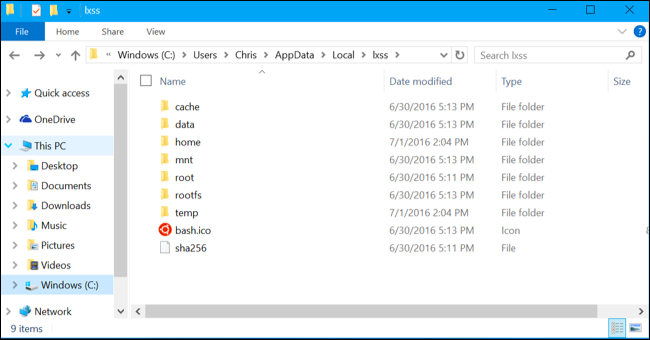 lxss
File Home Share View
Windows (C:) Users Chris AppData Local lxss Search lxss
Name Date modified Type Size
Quick access
OneDrive
This PC
Desktop
Documents
Downloads
Music
Pictures
Videos
Windows (C:)
Network
cache 6/30/2016 5:13 PM File folder
data 6/30/2016 5:13 PM File folder
home 7/1/2016 2:04 PM File folder
mnt 6/30/2016 5:13 PM File folder
root 6/30/2016 5:11 PM File folder
rootfs 6/30/2016 5:13 PM File folder
temp 7/1/2016 2:04 PM File folder
bash.ico 6/30/2016 5:13 PM Icon
sha256 6/30/2016 5:11 PM File
9 items